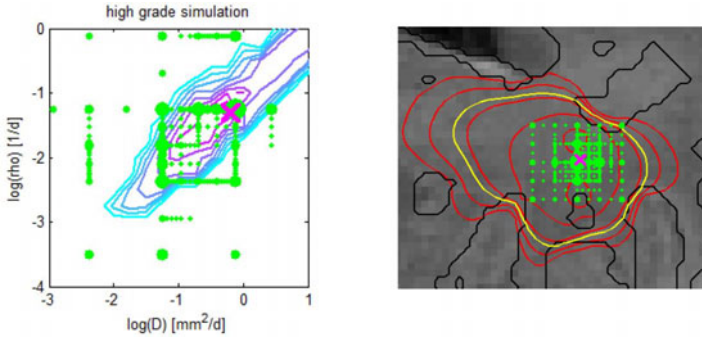 high grade simulation
0
-1
-2
-3
-4
log(rho) [1/d]
-3 -2 -1 0 1
log(D) [mm²/d]